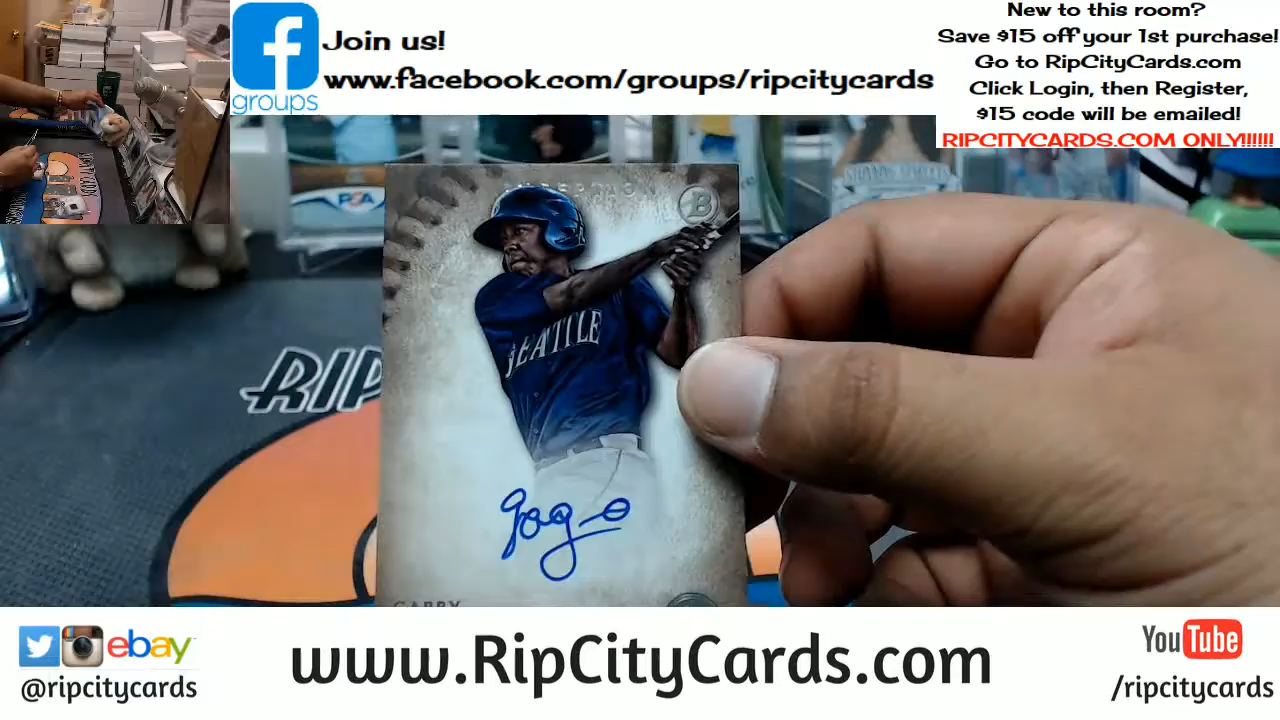 Join us!
www.facebook.com/groups/ripcitycards
groups
New to this room?
Save $15 off your 1st purchase!
Go to RipCityCards.com
Click Login, then Register,
$15 code will be emailed!
RIPCITYCARDS.COM ONLY!!!!!!
PSA
INCEPTION
B
SEATTLE
RIP
GABBY
ebay
@ripcitycards
www.RipCityCards.com
YouTube
/ripcitycards